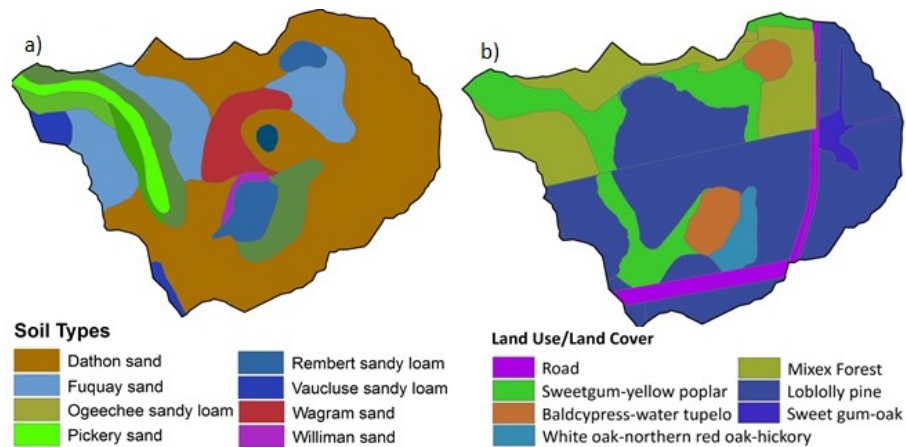 a)
b)
Soil Types
Dathon sand
Fuquay sand
Ogeechee sandy loam
Pickery sand
Rembert sandy loam
Vaucluse sandy loam
Wagram sand
Williman sand
Land Use/Land Cover
Road
Sweetgum-yellow poplar
Baldcypress-water tupelo
White oak-northern red oak-hickory
Mixex Forest
Loblolly pine
Sweet gum-oak